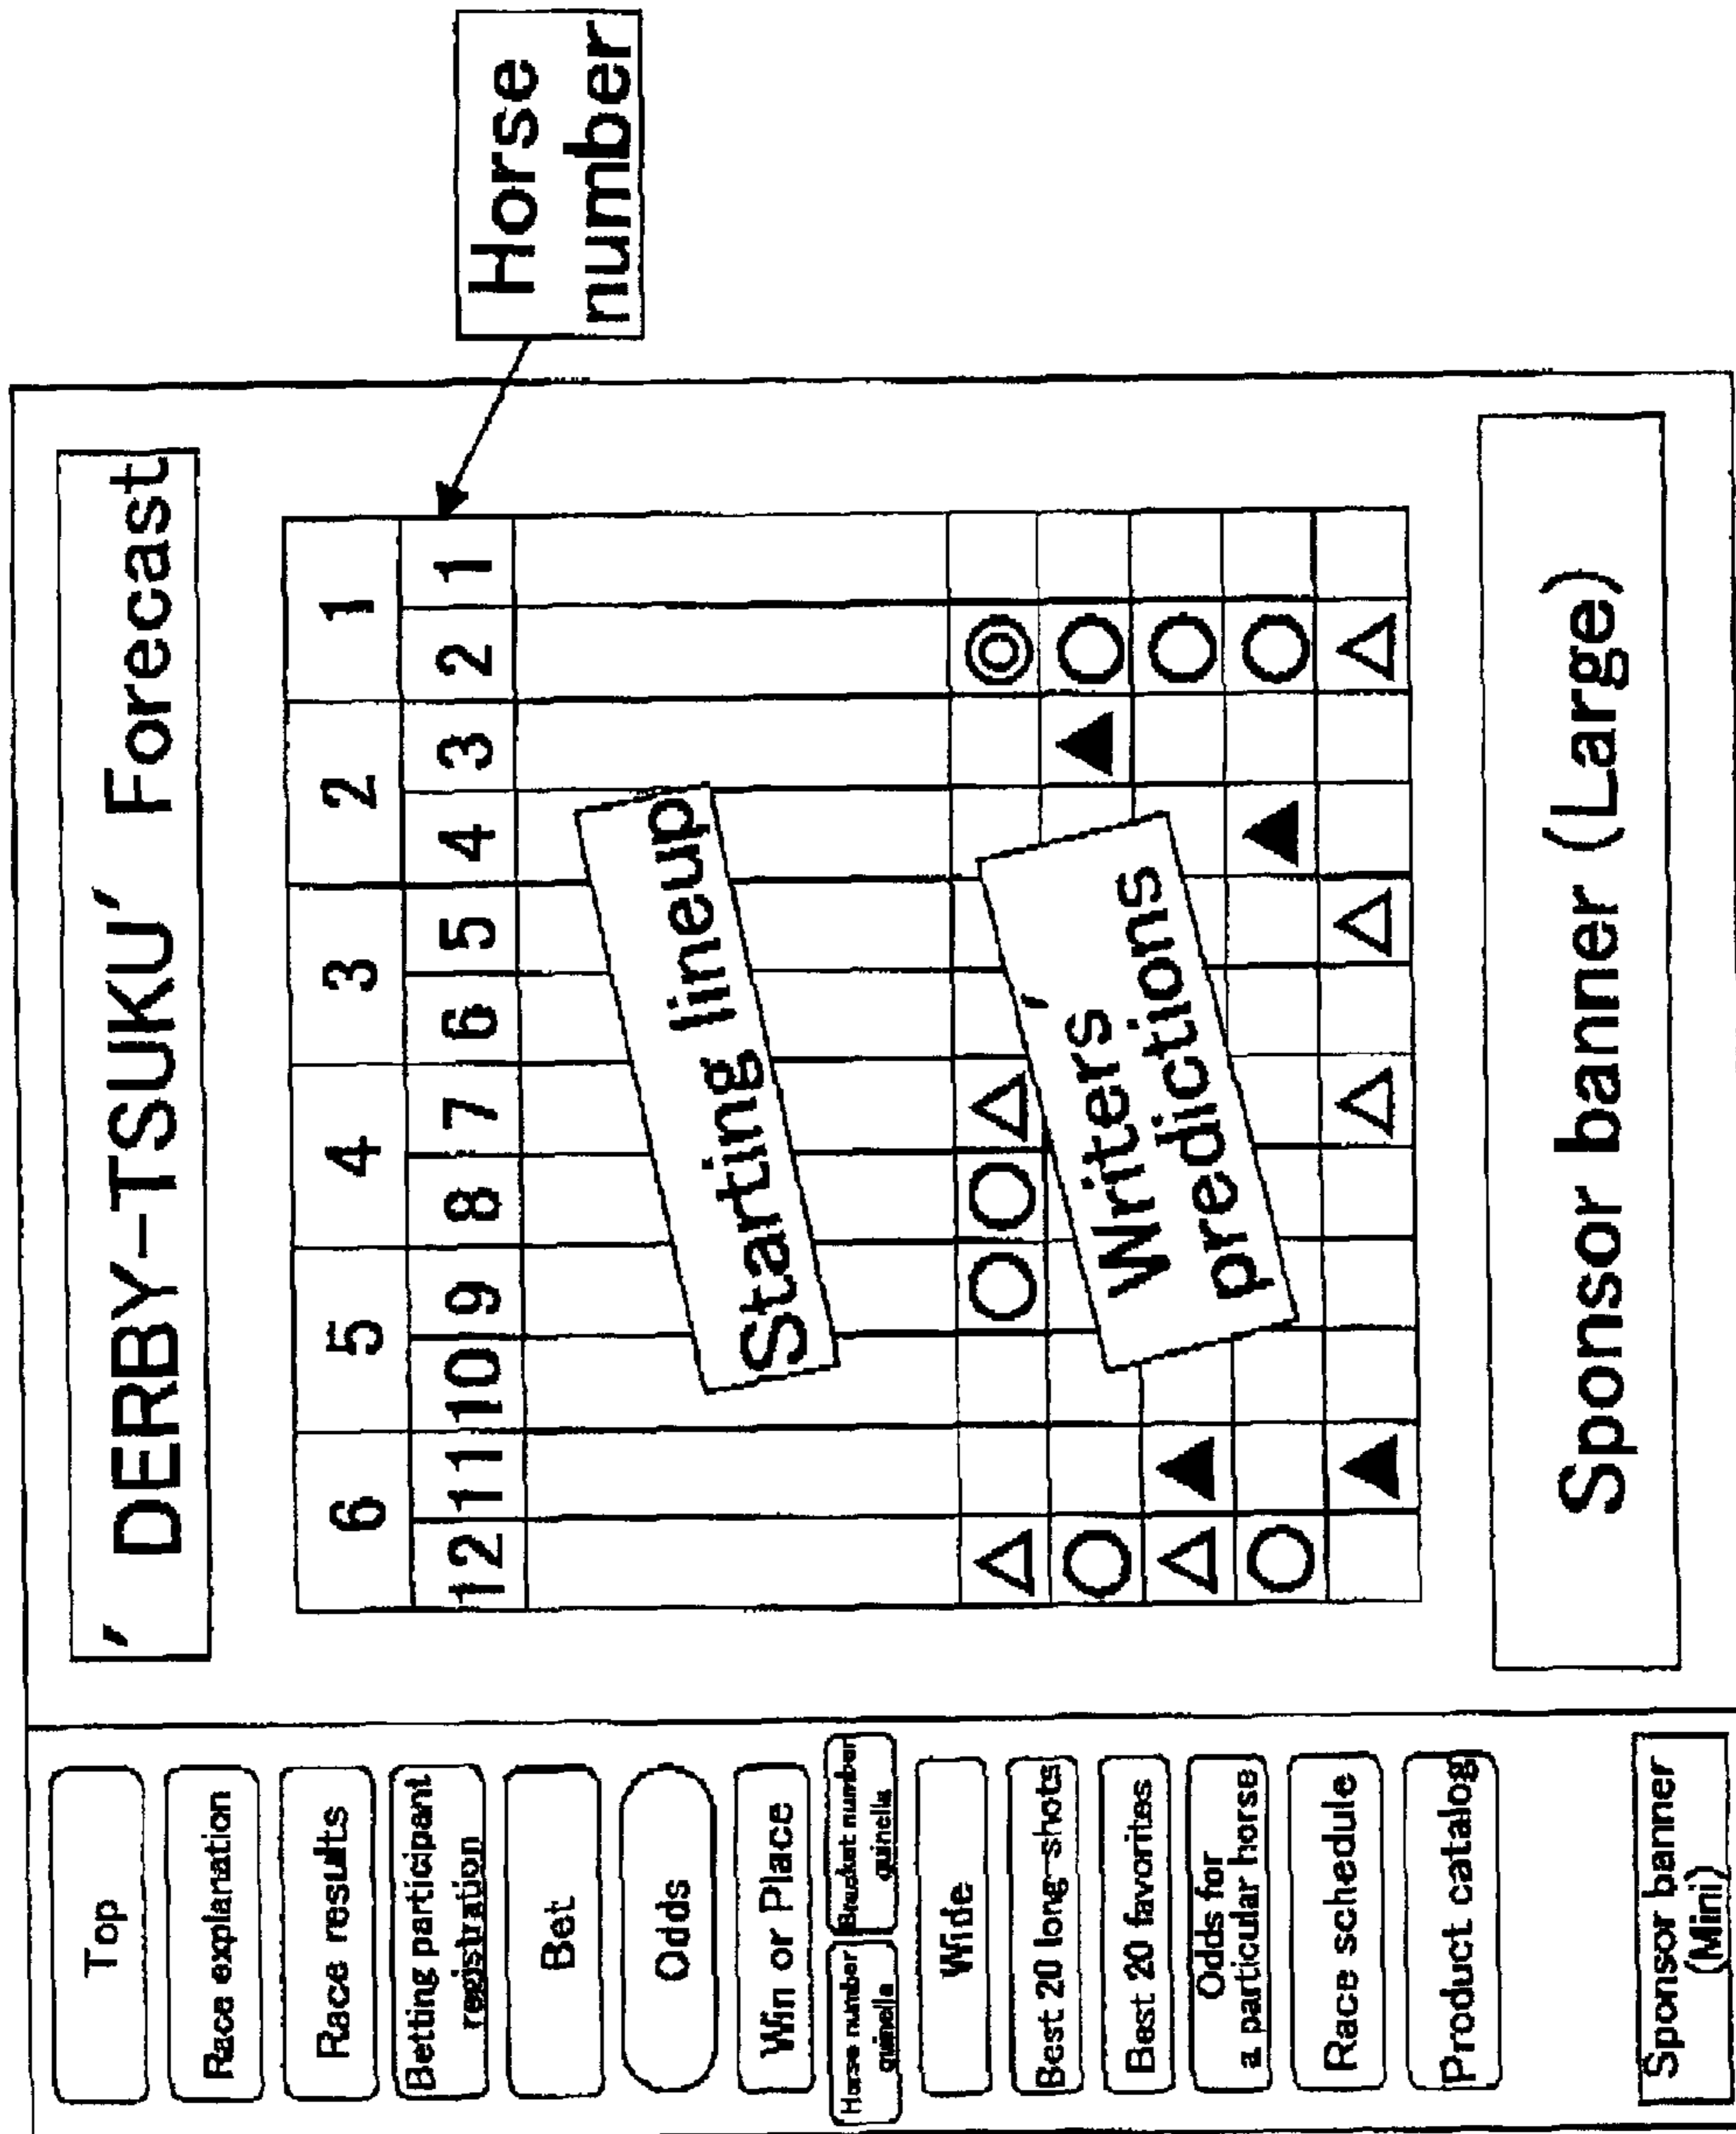 Top
Race explanation
Race results
Betting participant
registration
Bet
Odds
Win or Place
Horse number
quinella
Bracket number
quinella
Wide
Best 20 long-shots
Best 20 favorites
Odds for
a particular horse
Race schedule
Product catalog
Sponsor banner
(Mini)
' DERBY-TSUKU' Forecast
6 5 4 3 2 1
12 11 10 9 8 7 6 5 4 3 2 1
Horse
number
Starting lineup
Writers'
predictions
△ ○ ○ △ ◎
○ ▲ ○
△ ▲ ○
○ ▲ ○
▲ △ △ △
Sponsor banner (Large)